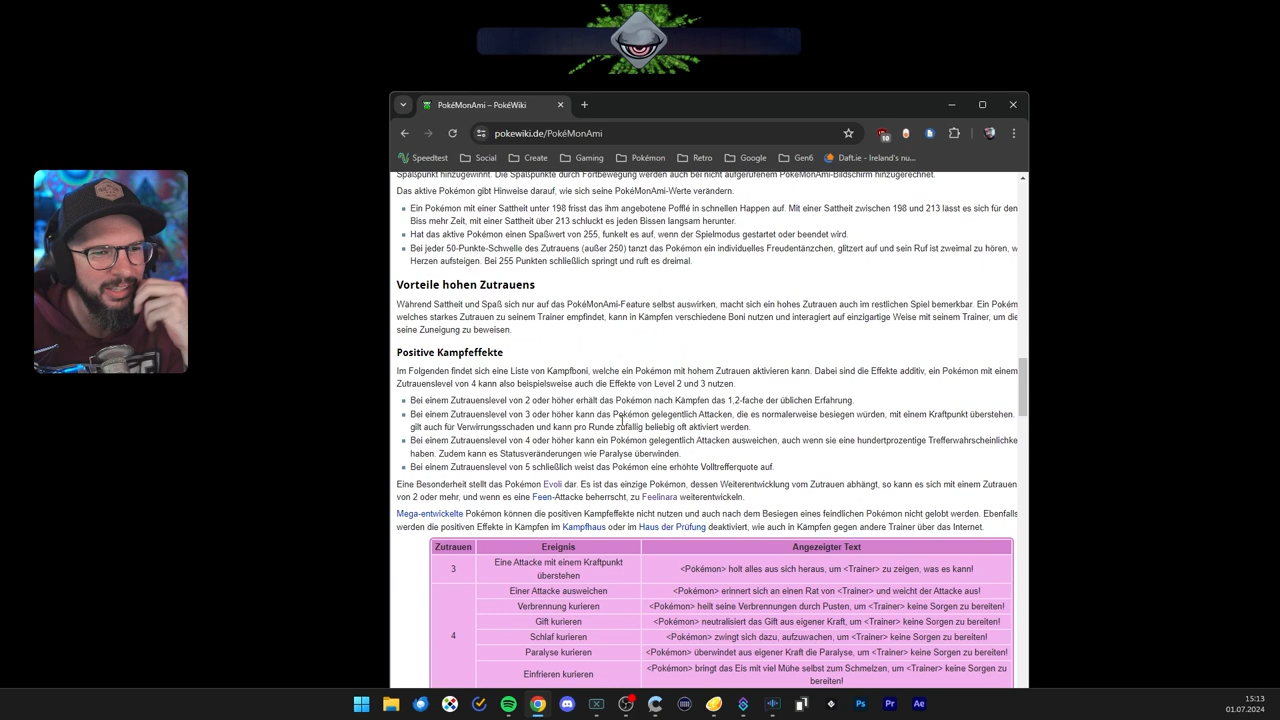 PokéMonAmi – PokéWiki
pokewiki.de/PokéMonAmi
10
Speedtest Social Create Gaming Pokémon Retro Google Gen6 Daft.ie - Ireland's nu...
Spaßpunkt hinzugewinnt. Die Spaßpunkte durch Fortbewegung werden auch bei nicht aufgerufenem PokéMonAmi-Bildschirm hinzugerechnet.
Das aktive Pokémon gibt Hinweise darauf, wie sich seine PokéMonAmi-Werte verändern.
Ein Pokémon mit einer Sattheit unter 198 frisst das ihm angebotene Pofflé in schnellen Happen auf. Mit einer Sattheit zwischen 198 und 213 lässt es sich für den
Biss mehr Zeit, mit einer Sattheit über 213 schluckt es jeden Bissen langsam herunter.
Hat das aktive Pokémon einen Spaßwert von 255, funkelt es auf, wenn der Spielmodus gestartet oder beendet wird.
Bei jeder 50-Punkte-Schwelle des Zutrauens (außer 250) tanzt das Pokémon ein individuelles Freudentänzchen, glitzert auf und sein Ruf ist zweimal zu hören, w
Herzen aufsteigen. Bei 255 Punkten schließlich springt und ruft es dreimal.
Vorteile hohen Zutrauens
Während Sattheit und Spaß sich nur auf das PokéMonAmi-Feature selbst auswirken, macht sich ein hohes Zutrauen auch im restlichen Spiel bemerkbar. Ein Pokém
welches starkes Zutrauen zu seinem Trainer empfindet, kann in Kämpfen verschiedene Boni nutzen und interagiert auf einzigartige Weise mit seinem Trainer, um die
seine Zuneigung zu beweisen.
Positive Kampfeffekte
Im Folgenden findet sich eine Liste von Kampfboni, welche ein Pokémon mit hohem Zutrauen aktivieren kann. Dabei sind die Effekte additiv, ein Pokémon mit einem
Zutrauenslevel von 4 kann also beispielsweise auch die Effekte von Level 2 und 3 nutzen.
Bei einem Zutrauenslevel von 2 oder höher erhält das Pokémon nach Kämpfen das 1,2-fache der üblichen Erfahrung.
Bei einem Zutrauenslevel von 3 oder höher kann das Pokémon gelegentlich Attacken, die es normalerweise besiegen würden, mit einem Kraftpunkt überstehen.
gilt auch für Verwirrungsschaden und kann pro Runde zufällig beliebig oft aktiviert werden.
Bei einem Zutrauenslevel von 4 oder höher kann ein Pokémon gelegentlich Attacken ausweichen, auch wenn sie eine hundertprozentige Trefferwahrscheinlichke
haben. Zudem kann es Statusveränderungen wie Paralyse überwinden.
Bei einem Zutrauenslevel von 5 schließlich weist das Pokémon eine erhöhte Volltrefferquote auf.
Eine Besonderheit stellt das Pokémon Evoli dar. Es ist das einzige Pokémon, dessen Weiterentwicklung vom Zutrauen abhängt, so kann es sich mit einem Zutrauen
von 2 oder mehr, und wenn es eine Feen-Attacke beherrscht, zu Feelinara weiterentwickeln.
Mega-entwickelte Pokémon können die positiven Kampfeffekte nicht nutzen und auch nach dem Besiegen eines feindlichen Pokémon nicht gelobt werden. Ebenfalls
werden die positiven Effekte in Kämpfen im Kampfhaus oder im Haus der Prüfung deaktiviert, wie auch in Kämpfen gegen andere Trainer über das Internet.
Zutrauen Ereignis Angezeigter Text
3 Eine Attacke mit einem Kraftpunkt überstehen <Pokémon> holt alles aus sich heraus, um <Trainer> zu zeigen, was es kann!
Einer Attacke ausweichen <Pokémon> erinnert sich an einen Rat von <Trainer> und weicht der Attacke aus!
Verbrennung kurieren <Pokémon> heilt seine Verbrennungen durch Pusten, um <Trainer> keine Sorgen zu bereiten!
Gift kurieren <Pokémon> neutralisiert das Gift aus eigener Kraft, um <Trainer> keine Sorgen zu bereiten!
4 Schlaf kurieren <Pokémon> zwingt sich dazu, aufzuwachen, um <Trainer> keine Sorgen zu bereiten!
Paralyse kurieren <Pokémon> überwindet aus eigener Kraft die Paralyse, um <Trainer> keine Sorgen zu bereiten!
Einfrieren kurieren <Pokémon> bringt das Eis mit viel Mühe selbst zum Schmelzen, um <Trainer> keine Sorgen zu bereiten!
Ps Pr Ae
15:13
01.07.2024